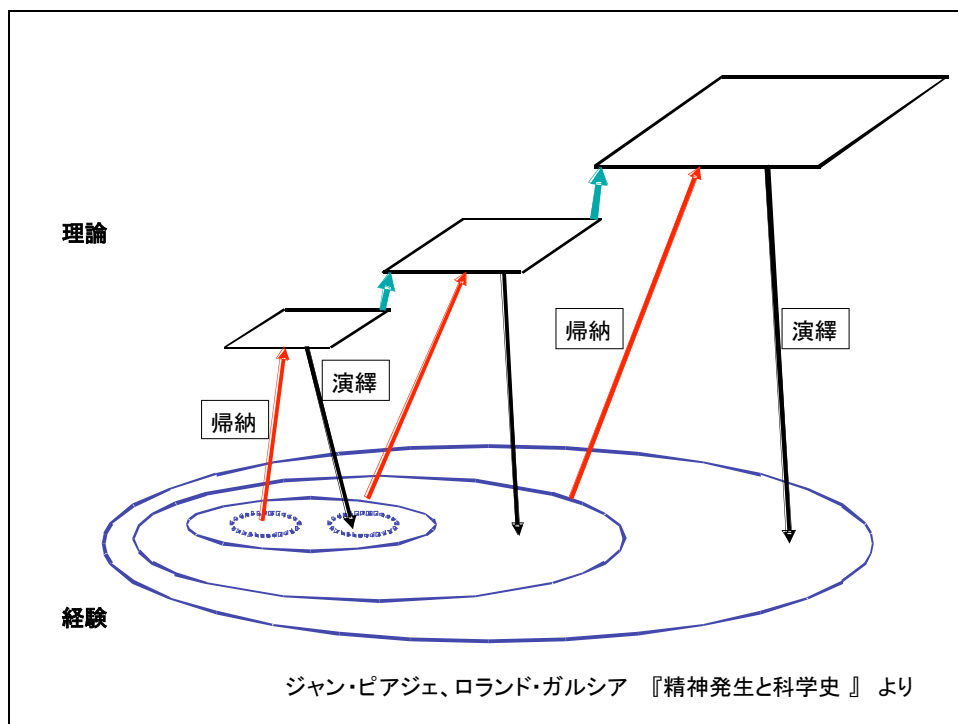 理論
帰納
演繹
帰納
演繹
経験
ジャン・ピアジェ、ロランド・ガルシア 『精神発生と科学史 』 より